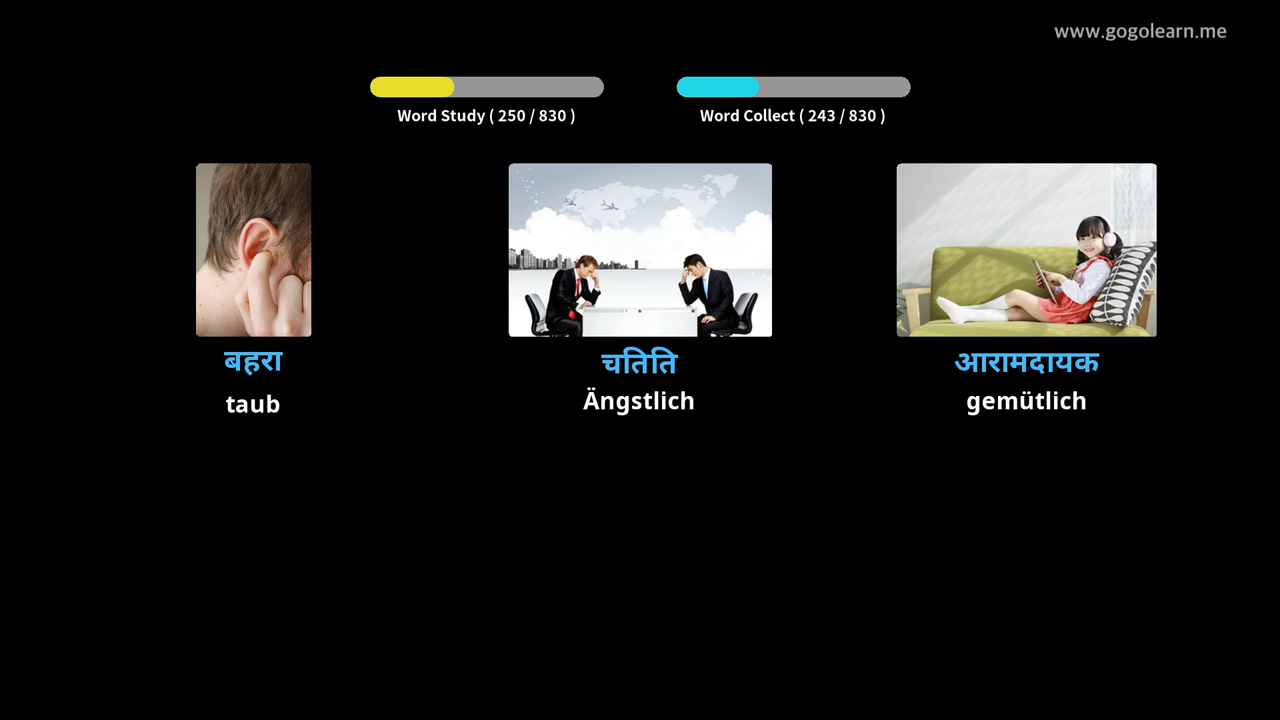 www.gogolearn.me
Word Study ( 250 / 830 )
Word Collect ( 243 / 830 )
बहरा
चतिति
आरामदायक
taub
Ängstlich
gemütlich